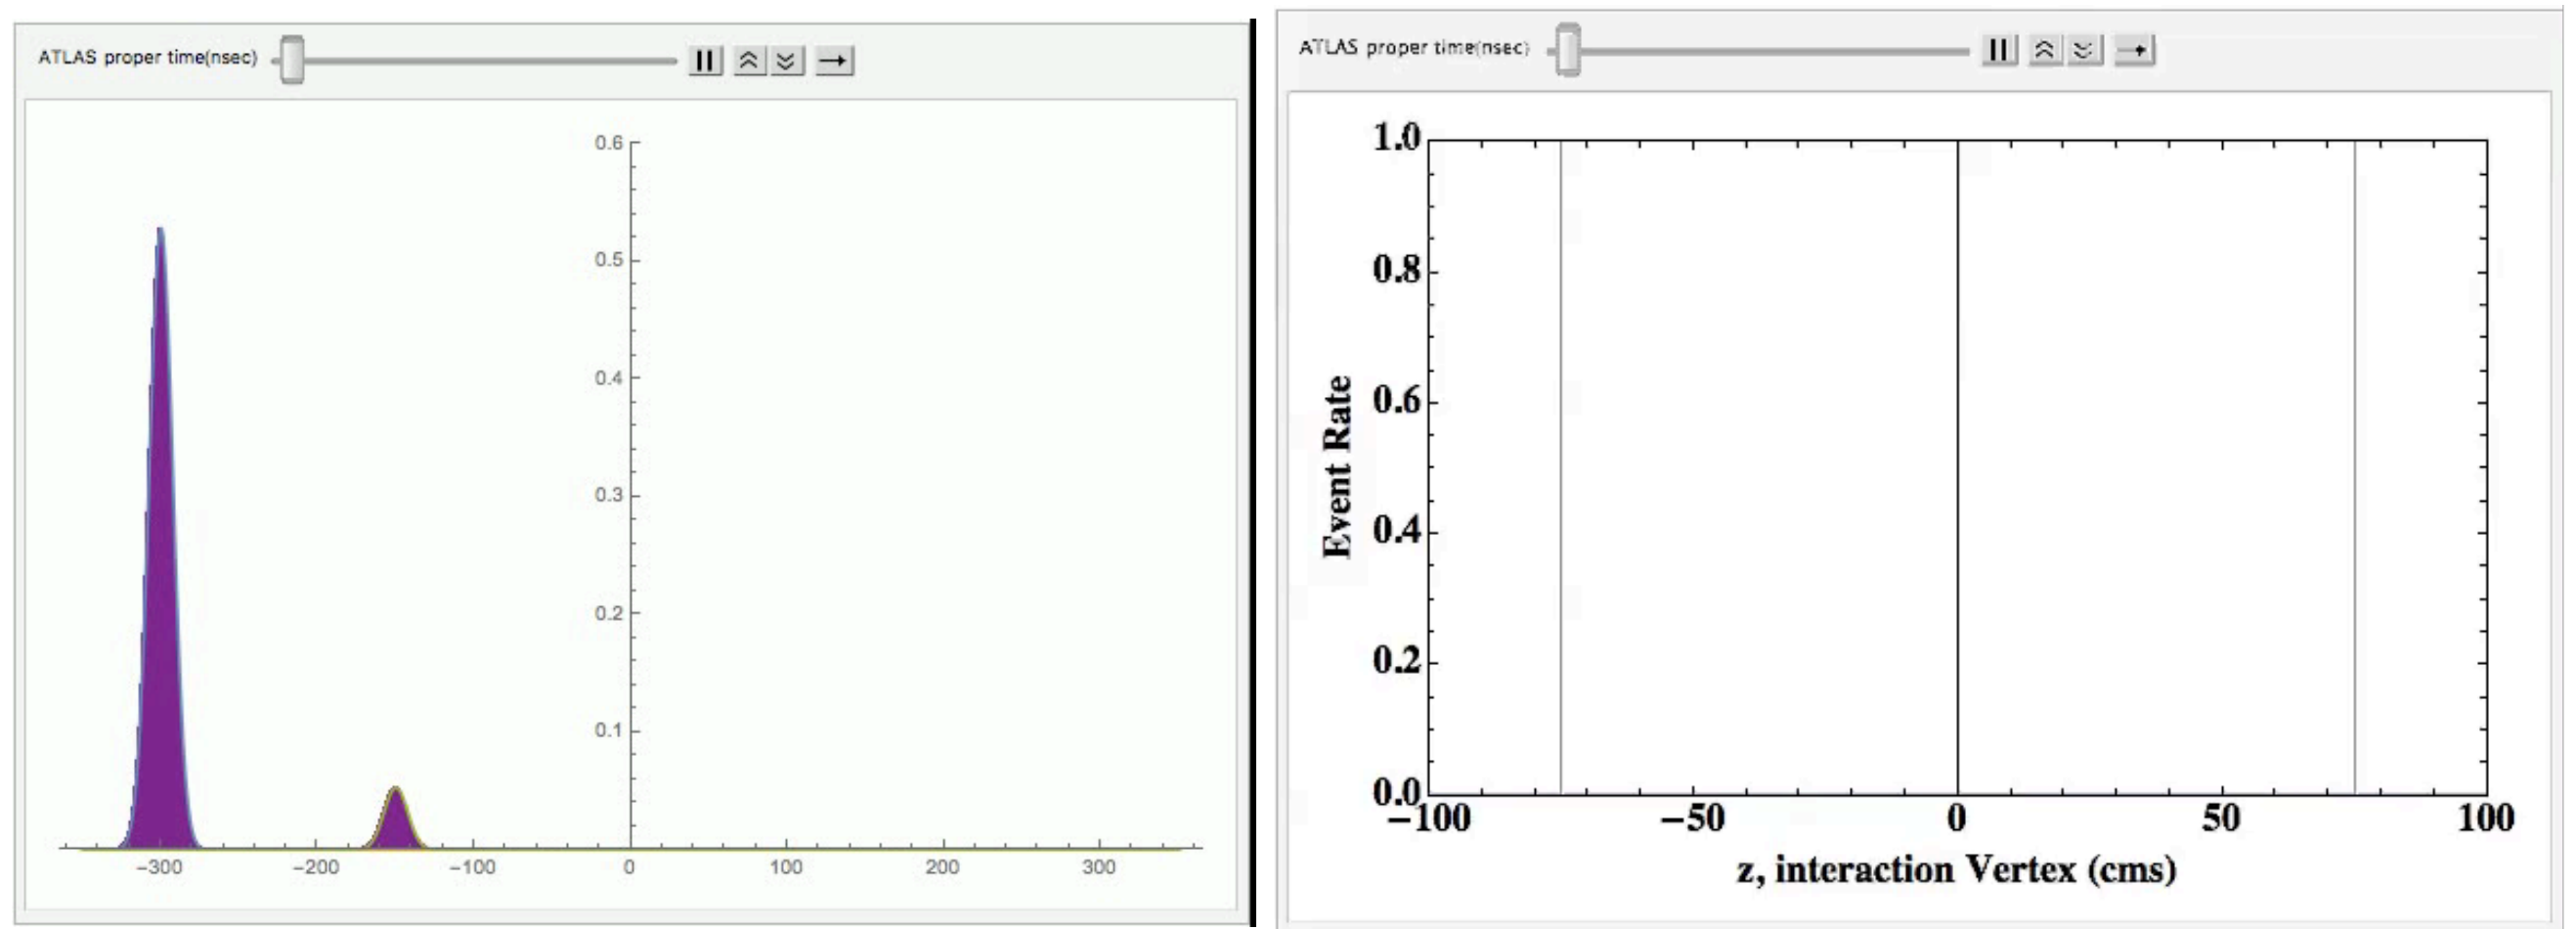 ATLAS proper time(nsec)
0.6
0.5
0.4
0.3
0.2
0.1
−300 −200 −100 0 100 200 300
ATLAS proper time(nsec)
1.0
0.8
0.6
0.4
0.2
0.0
Event Rate
−100 −50 0 50 100
z, interaction Vertex (cms)